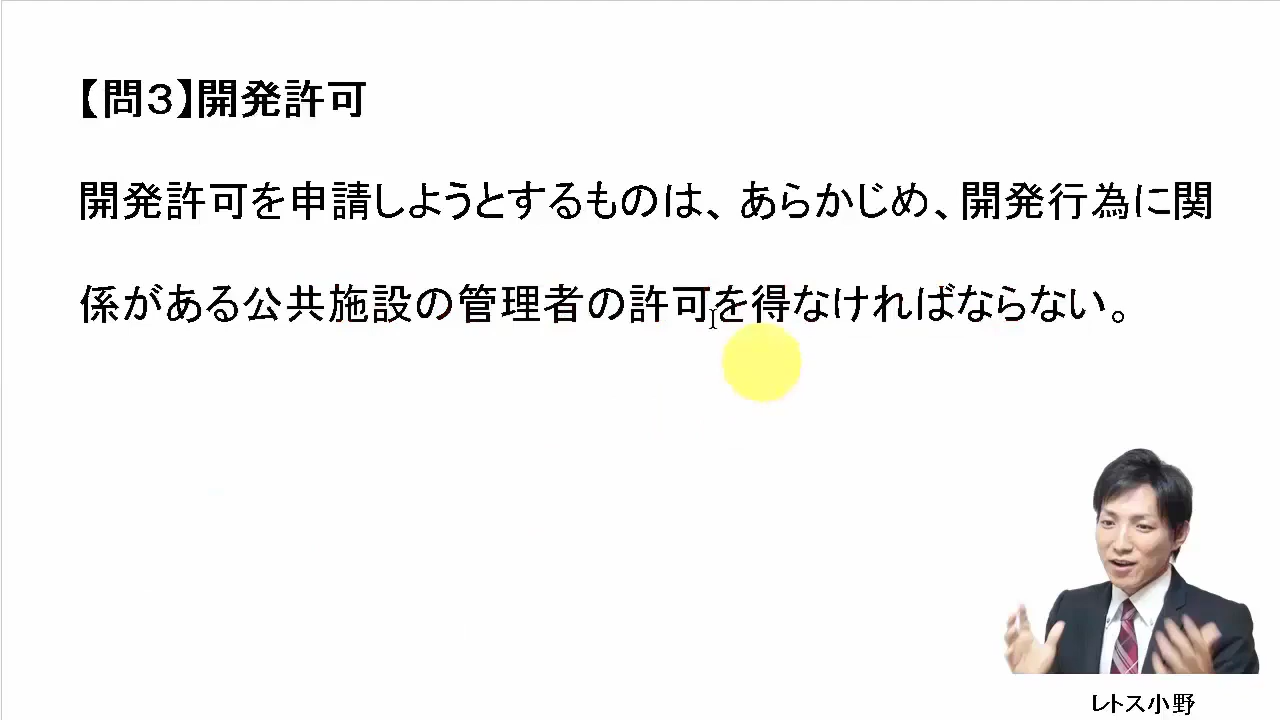 【問３】開発許可
開発許可を申請しようとするものは、あらかじめ、開発行為に関
係がある公共施設の管理者の許可を得なければならない。
レトス小野